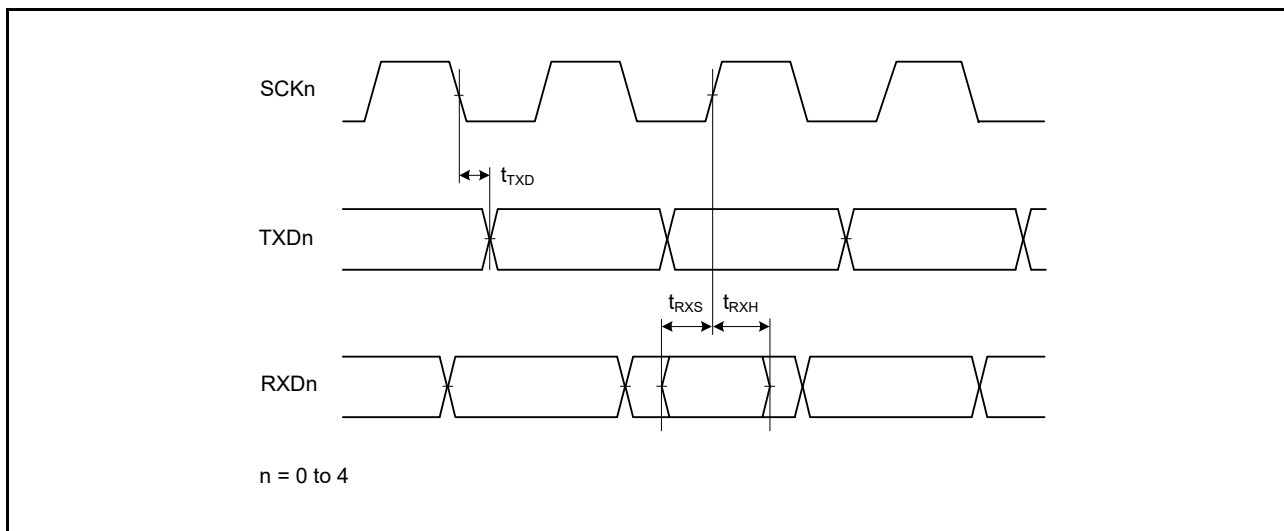 SCKn
tTXD
TXDn
tRXS tRXH
RXDn
n = 0 to 4